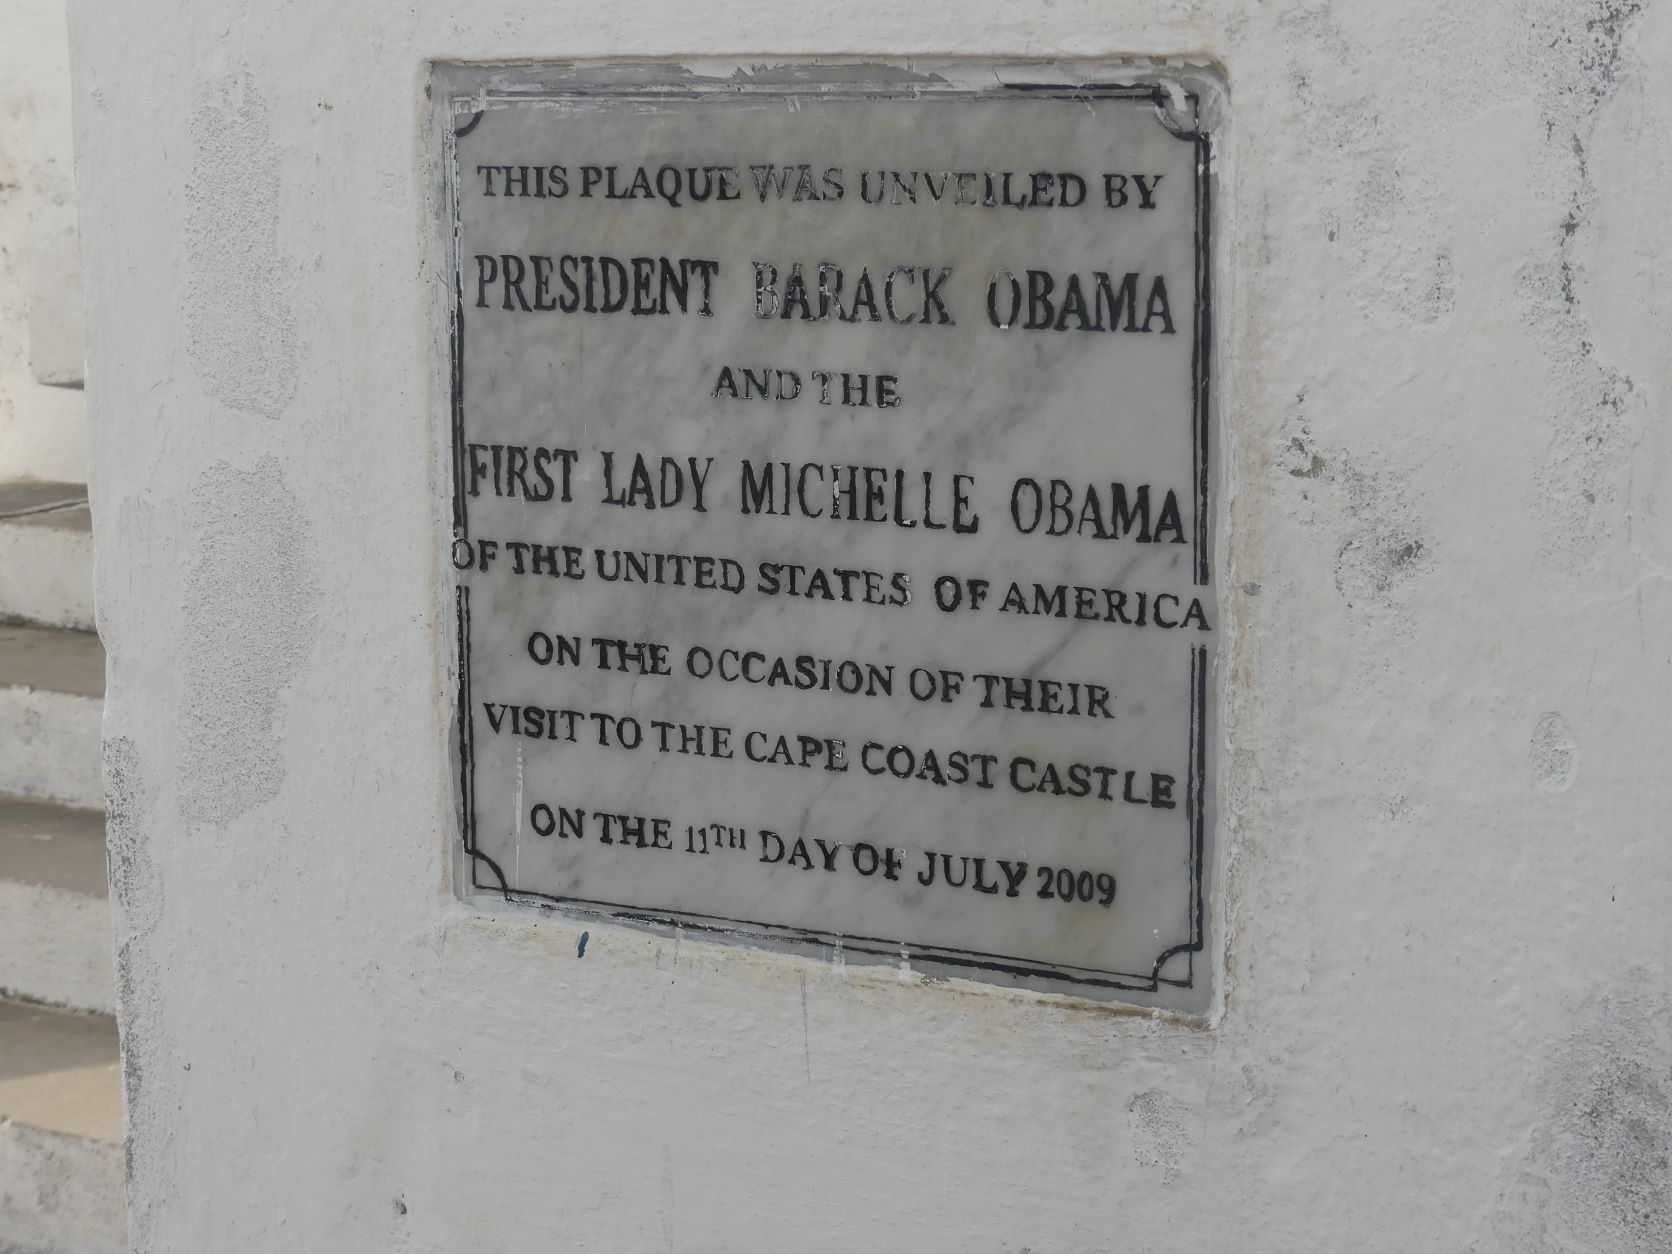 THIS PLAQUE WAS UNVEILED BY
PRESIDENT BARACK OBAMA
AND THE
FIRST LADY MICHELLE OBAMA
OF THE UNITED STATES OF AMERICA
ON THE OCCASION OF THEIR
VISIT TO THE CAPE COAST CASTLE
ON THE 11TH DAY OF JULY 2009